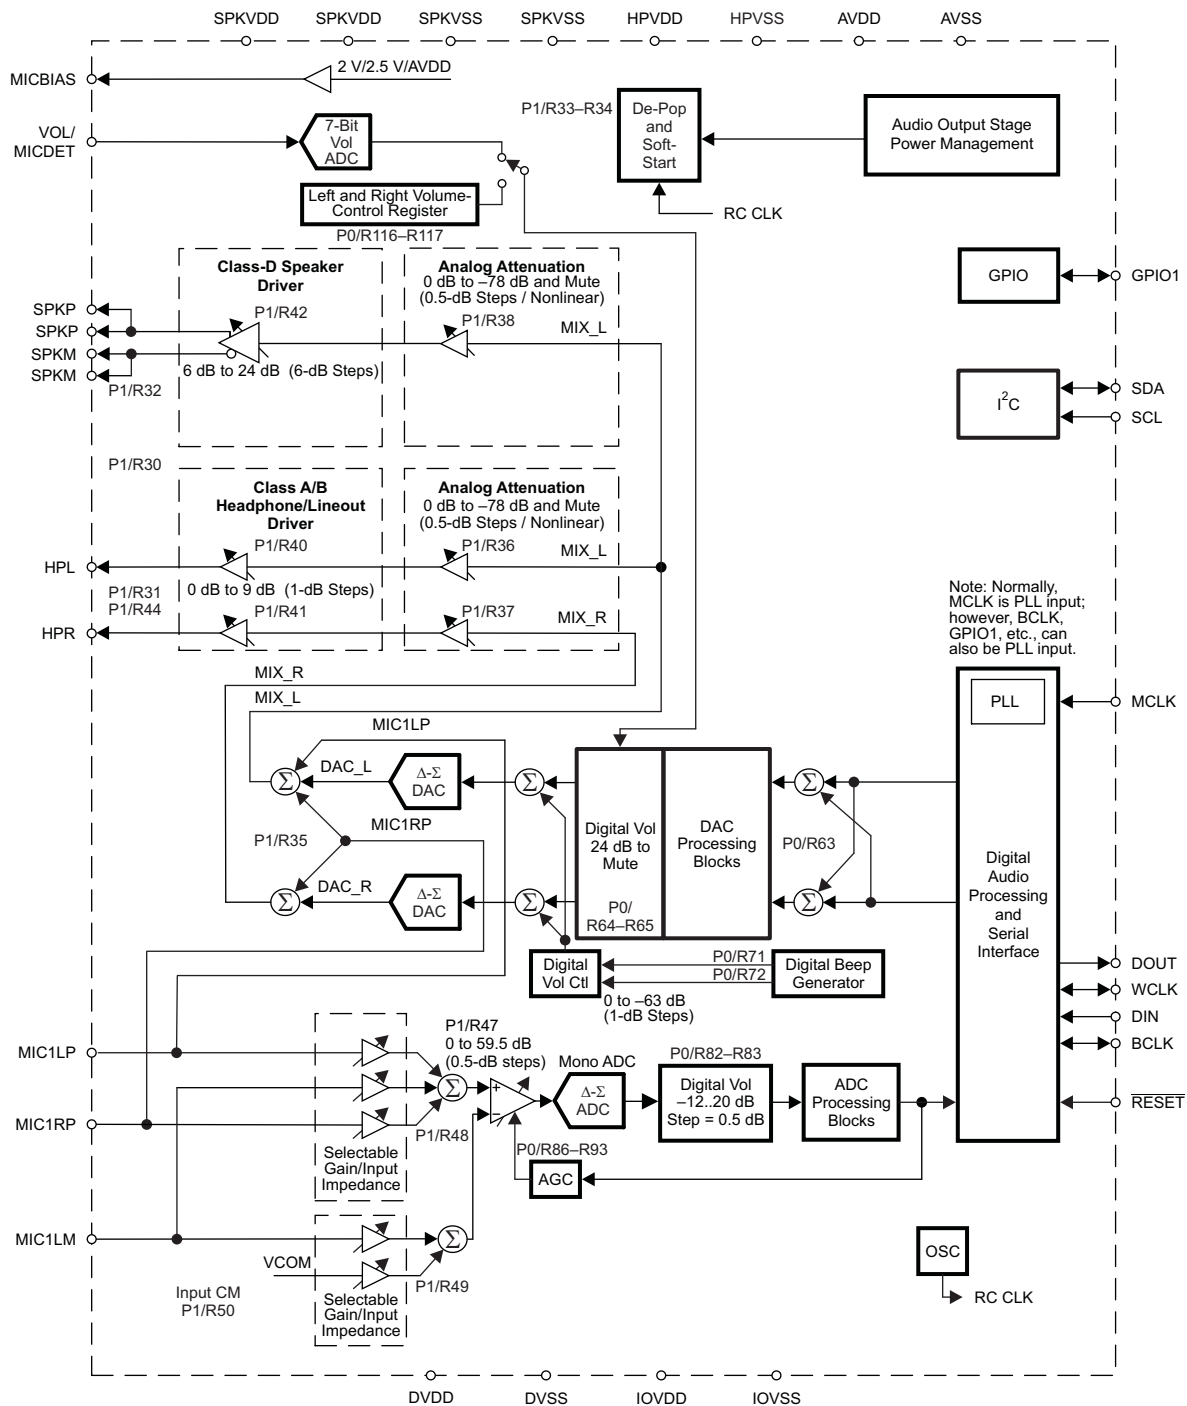 SPKVDD SPKVDD SPKVSS SPKVSS HPVDD HPVSS AVDD AVSS
MICBIAS
2 V/2.5 V/AVDD
VOL/
MICDET
7-Bit
Vol
ADC
P1/R33–R34
De-Pop
and
Soft-
Start
Audio Output Stage
Power Management
RC CLK
Left and Right Volume-
Control Register
P0/R116–R117
Class-D Speaker
Driver
P1/R42
6 dB to 24 dB (6-dB Steps)
Analog Attenuation
0 dB to –78 dB and Mute
(0.5-dB Steps / Nonlinear)
P1/R38
MIX_L
SPKP
SPKP
SPKM
SPKM
P1/R32
GPIO
GPIO1
I2C
SDA
SCL
P1/R30
Class A/B
Headphone/Lineout
Driver
P1/R40
0 dB to 9 dB (1-dB Steps)
P1/R41
Analog Attenuation
0 dB to –78 dB and Mute
(0.5-dB Steps / Nonlinear)
P1/R36
MIX_L
P1/R37
MIX_R
HPL
P1/R31
P1/R44
HPR
Note: Normally,
MCLK is PLL input;
however, BCLK,
GPIO1, etc., can
also be PLL input.
MIX_R
MIX_L
MIC1LP
PLL
MCLK
Σ
DAC_L
Δ-Σ
DAC
Σ
MIC1RP
P1/R35
Σ
DAC_R
Δ-Σ
DAC
Σ
Digital Vol
24 dB to
Mute
P0/
R64–R65
DAC
Processing
Blocks
Σ
P0/R63
Σ
Digital
Audio
Processing
and
Serial
Interface
Digital
Vol Ctl
P0/R71
P0/R72
Digital Beep
Generator
0 to –63 dB
(1-dB Steps)
DOUT
WCLK
DIN
BCLK
RESET
MIC1LP
MIC1RP
MIC1LM
P1/R47
0 to 59.5 dB
(0.5-dB steps)
Σ
P1/R48
+
–
Mono ADC
Δ-Σ
ADC
P0/R82–R83
Digital Vol
–12..20 dB
Step = 0.5 dB
ADC
Processing
Blocks
P0/R86–R93
AGC
Selectable
Gain/Input
Impedance
Σ
VCOM
P1/R49
Input CM
P1/R50
Selectable
Gain/Input
Impedance
OSC
RC CLK
DVDD DVSS IOVDD IOVSS